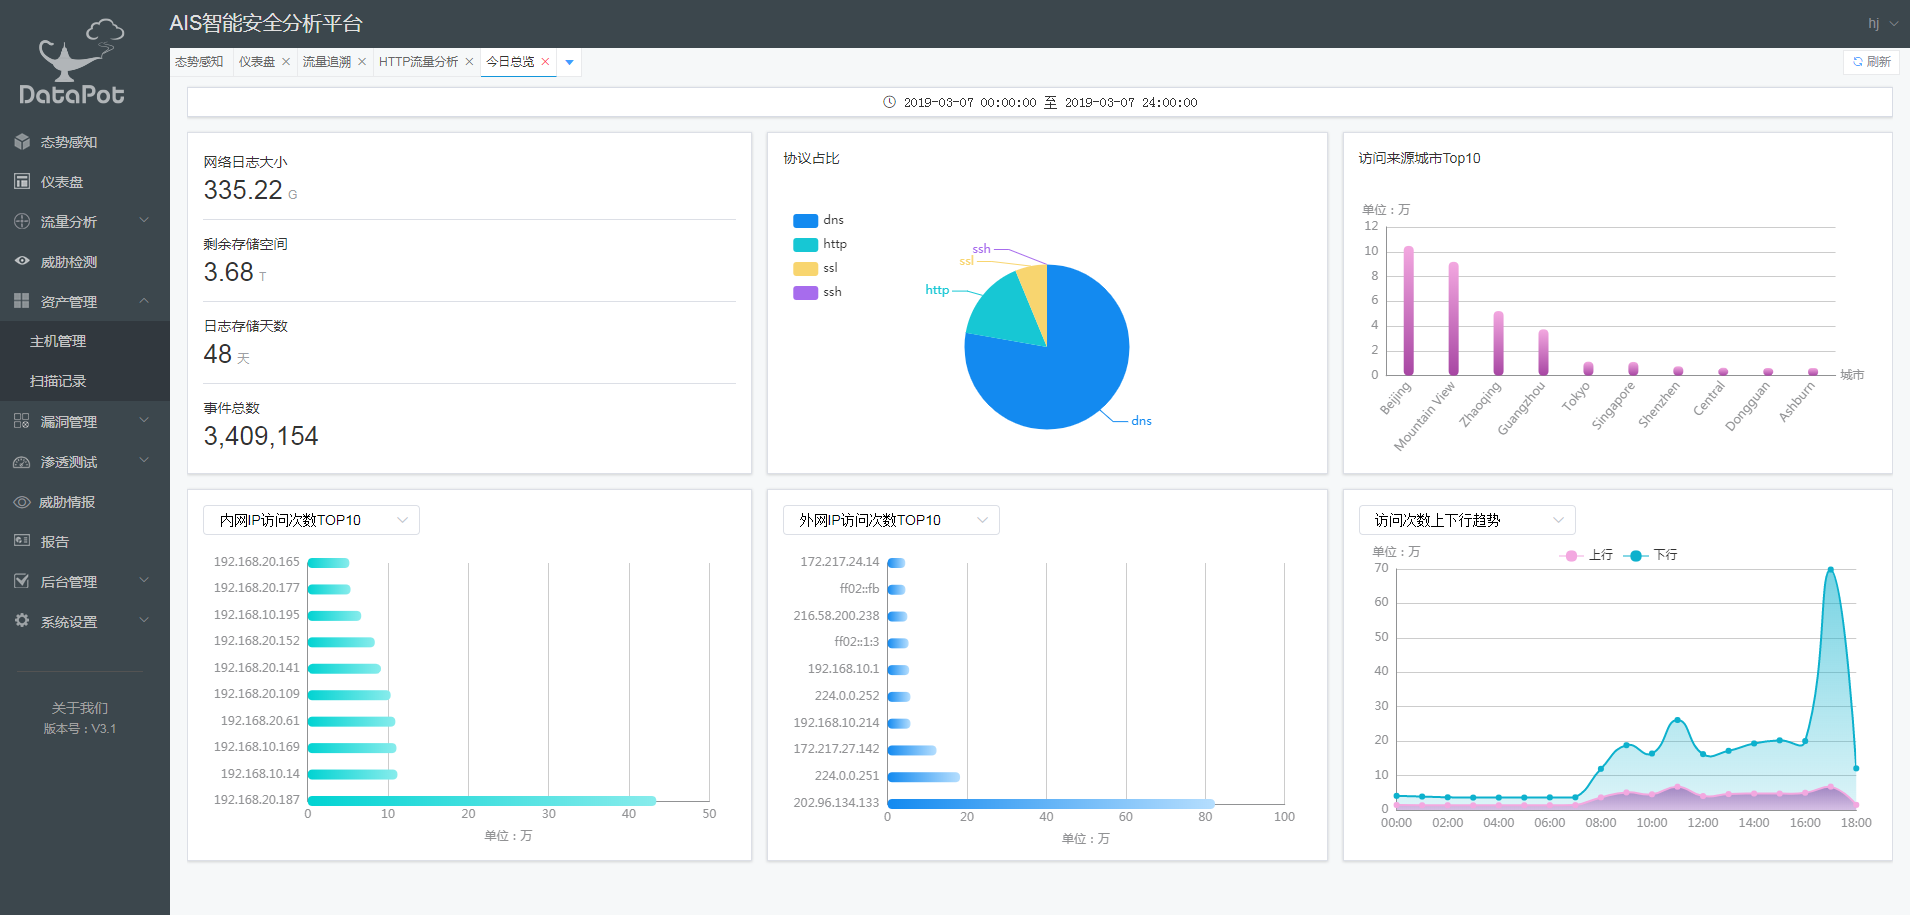 DataPot
AIS智能安全分析平台
hj
态势感知
仪表盘
流量分析
威胁检测
资产管理
主机管理
扫描记录
漏洞管理
渗透测试
威胁情报
报告
后台管理
系统设置
关于我们
版本号：V3.1
态势感知 仪表盘 流量追溯 HTTP流量分析 今日总览
刷新
2019-03-07 00:00:00 至 2019-03-07 24:00:00
网络日志大小
335.22 G
剩余存储空间
3.68 T
日志存储天数
48 天
事件总数
3,409,154
协议占比
dns
http
ssl
ssh
ssh
ssl
http
dns
访问来源城市Top10
单位：万
12
10
8
6
4
2
0
城市
Beijing
Mountain View
Zhaoqing
Guangzhou
Tokyo
Singapore
Shenzhen
Central
Dongguan
Ashburn
内网IP访问次数TOP10
192.168.20.165
192.168.20.177
192.168.10.195
192.168.20.152
192.168.20.141
192.168.20.109
192.168.20.61
192.168.10.169
192.168.10.14
192.168.20.187
0 10 20 30 40 50
单位：万
外网IP访问次数TOP10
172.217.24.14
ff02::fb
216.58.200.238
ff02::1:3
192.168.10.1
224.0.0.252
192.168.10.214
172.217.27.142
224.0.0.251
202.96.134.133
0 20 40 60 80 100
单位：万
访问次数上下行趋势
单位：万
上行 下行
70
60
50
40
30
20
10
0
00:00 02:00 04:00 06:00 08:00 10:00 12:00 14:00 16:00 18:00